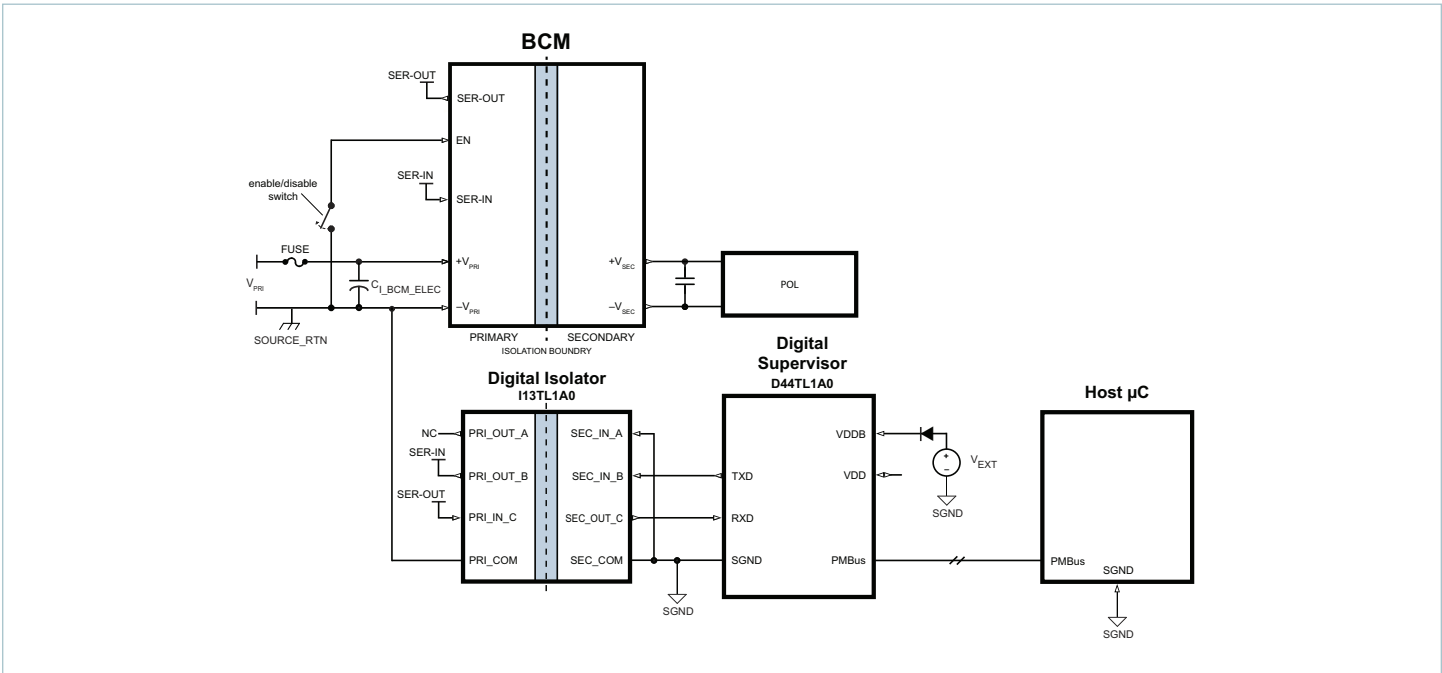 BCM
SER-OUT
SER-OUT
EN
SER-IN
SER-IN
enable/disable
switch
FUSE
+VPRI
+VSEC
VPRI
CI_BCM_ELEC
POL
–VPRI
–VSEC
SOURCE_RTN
PRIMARY
SECONDARY
ISOLATION BOUNDRY
Digital Isolator
I13TL1A0
NC
PRI_OUT_A
SEC_IN_A
SER-IN
PRI_OUT_B
SEC_IN_B
SER-OUT
PRI_IN_C
SEC_OUT_C
PRI_COM
SEC_COM
SGND
Digital
Supervisor
D44TL1A0
VDDB
TXD
VDD
RXD
SGND
PMBus
+
–
VEXT
SGND
Host µC
PMBus
SGND
SGND